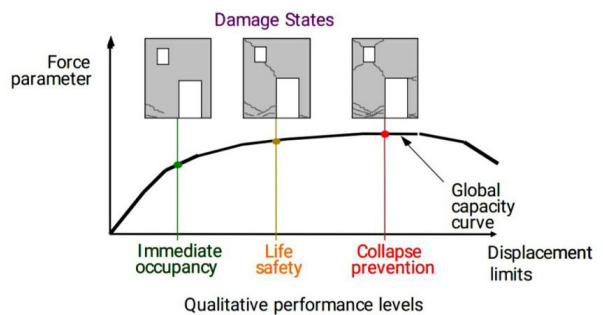 Damage States
Force
parameter
Global
capacity
curve
Immediate
occupancy
Life
safety
Collapse
prevention
Displacement
limits
Qualitative performance levels